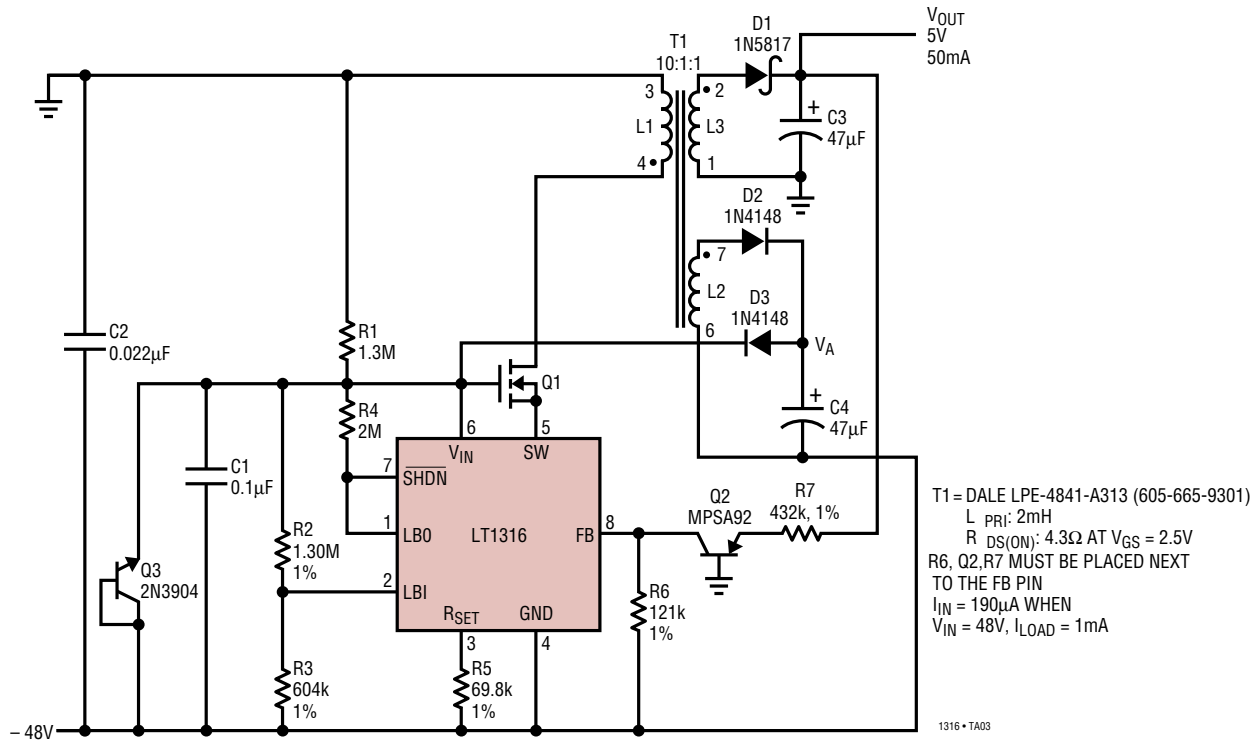 VOUT
5V
50mA
D1
1N5817
T1
10:1:1
3
2
L1
L3
4
1
+
C3
47µF
D2
1N4148
7
L2
D3
1N4148
6
VA
+
C4
47µF
C2
0.022µF
R1
1.3M
Q1
R4
2M
6
5
VIN
SW
7
SHDN
C1
0.1µF
1
LB0
LT1316
FB
8
Q2
MPSA92
R7
432k, 1%
R2
1.30M
1%
2
LBI
Q3
2N3904
RSET
GND
3
4
R6
121k
1%
R3
604k
1%
R5
69.8k
1%
– 48V
T1 = DALE LPE-4841-A313 (605-665-9301)
L PRI: 2mH
R DS(ON): 4.3Ω AT VGS = 2.5V
R6, Q2,R7 MUST BE PLACED NEXT
TO THE FB PIN
IIN = 190µA WHEN
VIN = 48V, ILOAD = 1mA
1316 • TA03